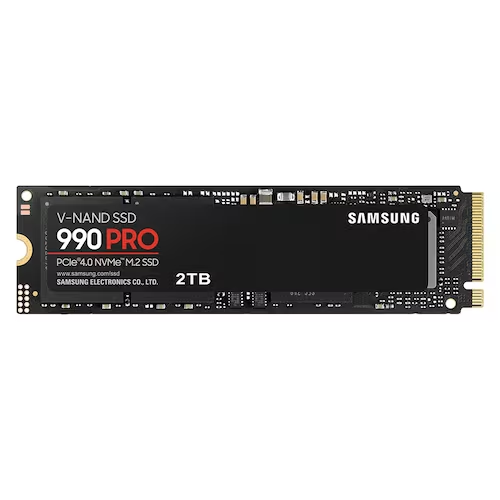 V-NAND SSD
990 PRO
PCIe® 4.0 NVMe™ M.2 SSD
www.samsung.com/ssd
SAMSUNG ELECTRONICS CO., LTD.
SAMSUNG
2TB